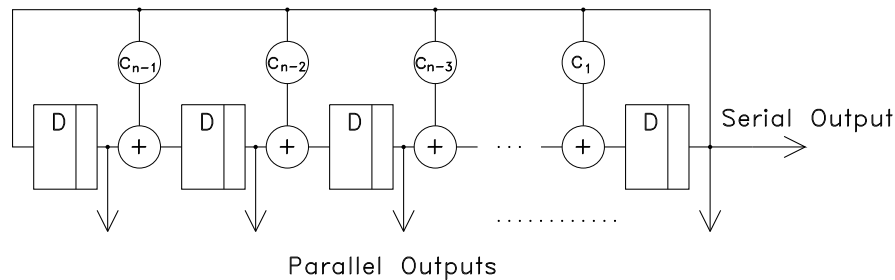 C_{n-1} C_{n-2} C_{n-3} C_1
D D D D
+ + + ... +
Serial Output
Parallel Outputs